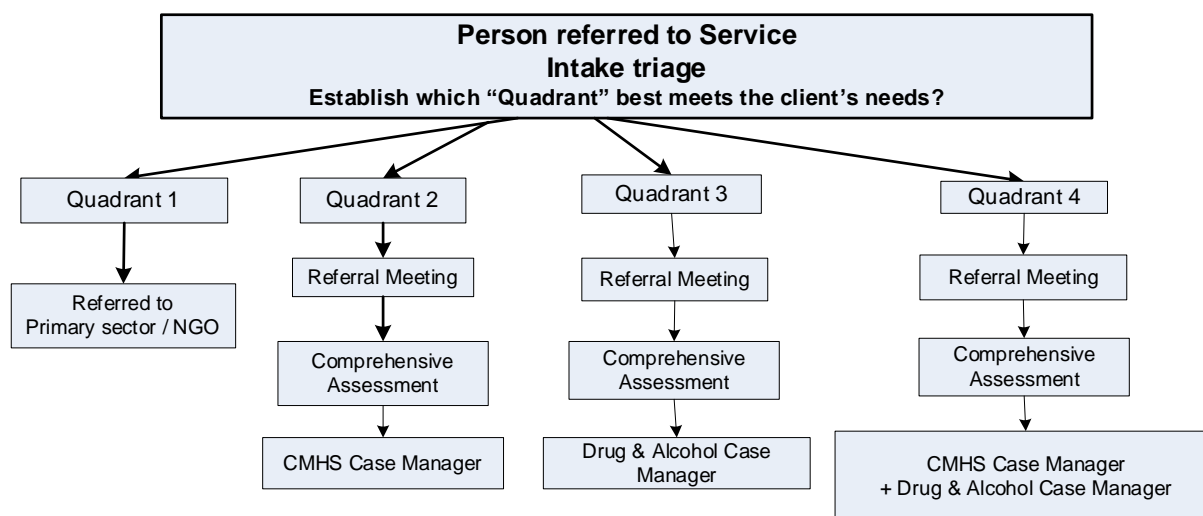 Person referred to Service
Intake triage
Establish which “Quadrant” best meets the client’s needs?
Quadrant 1
Referred to
Primary sector / NGO
Quadrant 2
Referral Meeting
Comprehensive
Assessment
CMHS Case Manager
Quadrant 3
Referral Meeting
Comprehensive
Assessment
Drug & Alcohol Case
Manager
Quadrant 4
Referral Meeting
Comprehensive
Assessment
CMHS Case Manager
+ Drug & Alcohol Case Manager